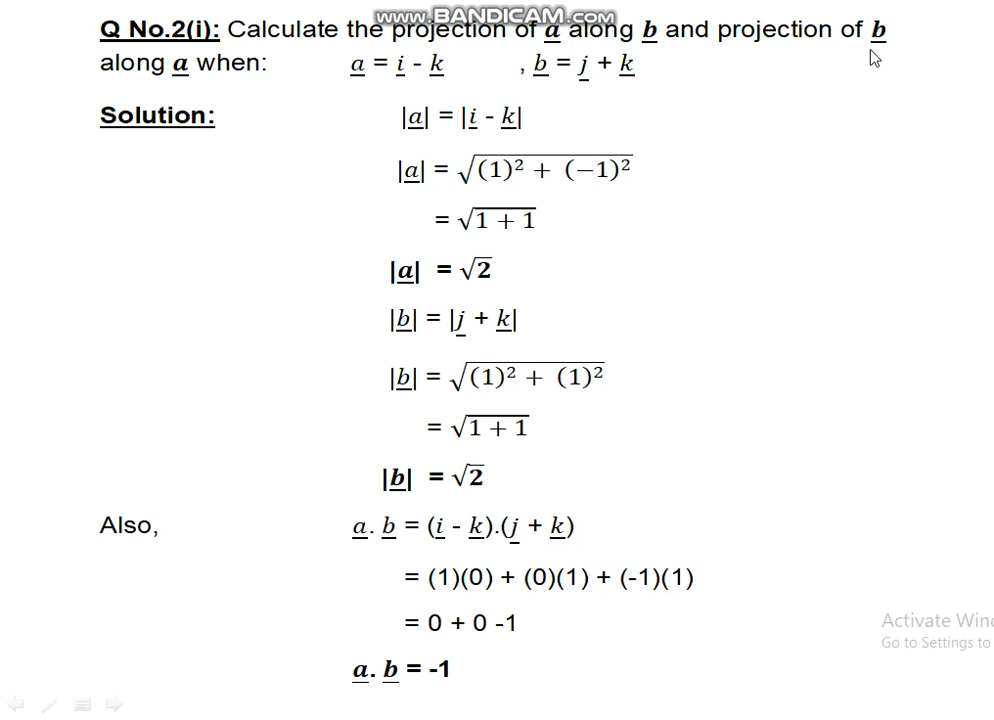 www.BANDICAM.com
Q No.2(i): Calculate the projection of a along b and projection of b
along a when: a = i - k , b = j + k
Solution: |a| = |i - k|
|a| = √(1)² + (−1)²
= √1 + 1
|a| = √2
|b| = |j + k|
|b| = √(1)² + (1)²
= √1 + 1
|b| = √2
Also, a. b = (i - k).(j + k)
= (1)(0) + (0)(1) + (-1)(1)
= 0 + 0 -1
a. b = -1
Activate Win
Go to Settings to